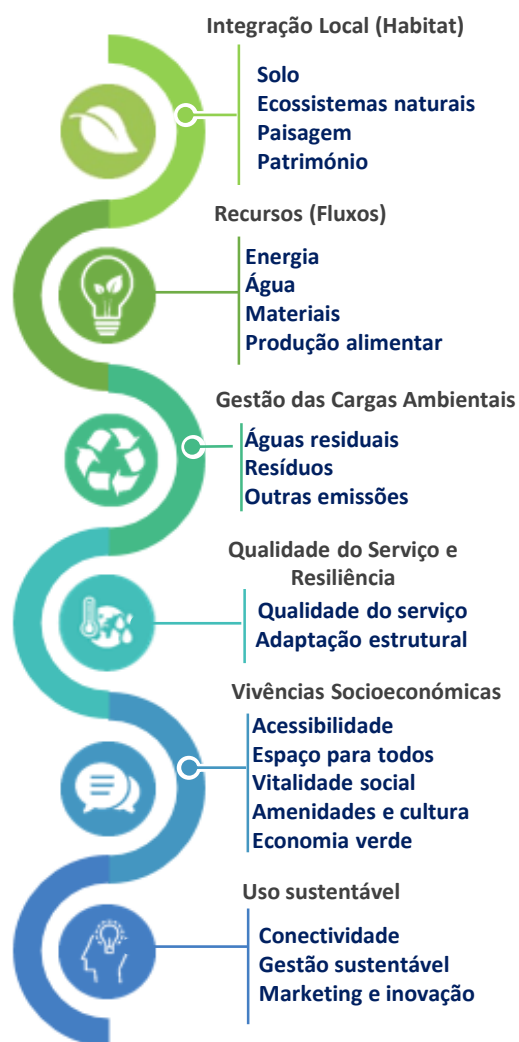 Integração Local (Habitat)
Solo
Ecossistemas naturais
Paisagem
Património
Recursos (Fluxos)
Energia
Água
Materiais
Produção alimentar
Gestão das Cargas Ambientais
Águas residuais
Resíduos
Outras emissões
Qualidade do Serviço e
Resiliência
Qualidade do serviço
Adaptação estrutural
Vivências Socioeconómicas
Acessibilidade
Espaço para todos
Vitalidade social
Amenidades e cultura
Economia verde
Uso sustentável
Conectividade
Gestão sustentável
Marketing e inovação